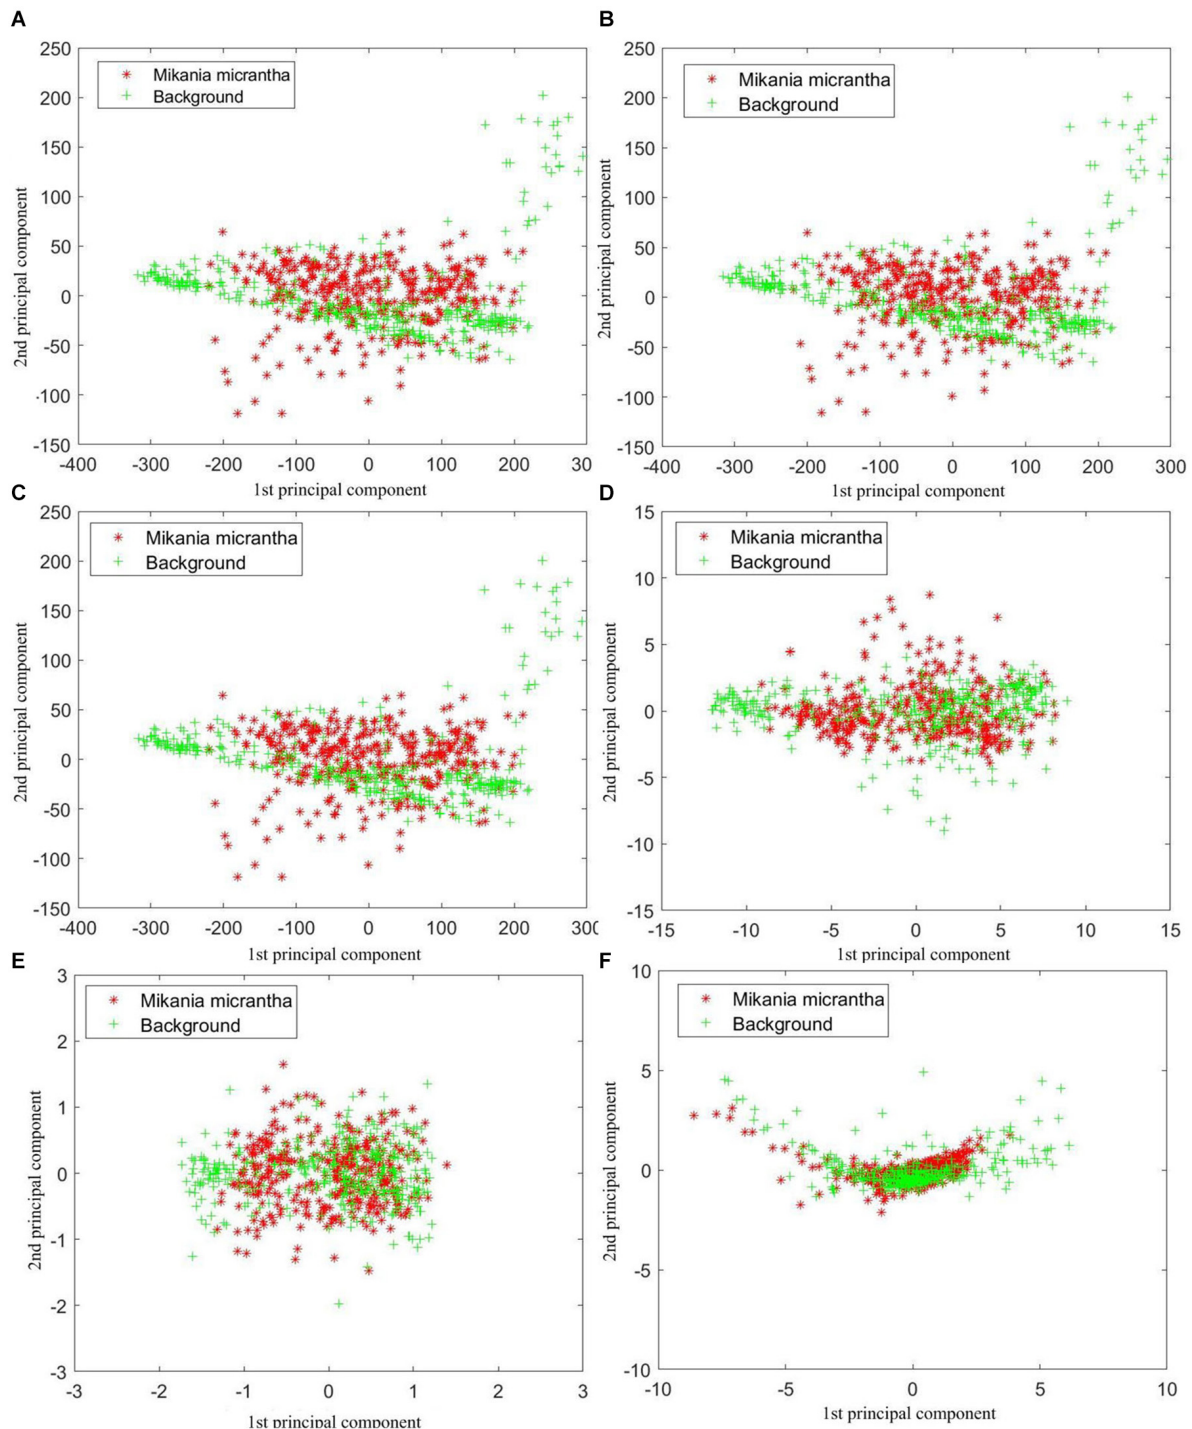 A
250
200
150
100
50
0
-50
-100
-150
2nd principal component
Mikania micrantha
Background
-400 -300 -200 -100 0 100 200 30
1st principal component
B
250
200
150
100
50
0
-50
-100
-150
2nd principal component
Mikania micrantha
Background
-400 -300 -200 -100 0 100 200 300
1st principal component
C
250
200
150
100
50
0
-50
-100
-150
2nd principal component
Mikania micrantha
Background
-400 -300 -200 -100 0 100 200 300
1st principal component
D
15
10
5
0
-5
-10
-15
2nd principal component
Mikania micrantha
Background
-15 -10 -5 0 5 10 15
1st principal component
E
3
2
1
0
-1
-2
-3
2nd principal component
Mikania micrantha
Background
-3 -2 -1 0 1 2 3
1st principal component
F
10
5
0
-5
-10
2nd principal component
Mikania micrantha
Background
-10 -5 0 5 10
1st principal component